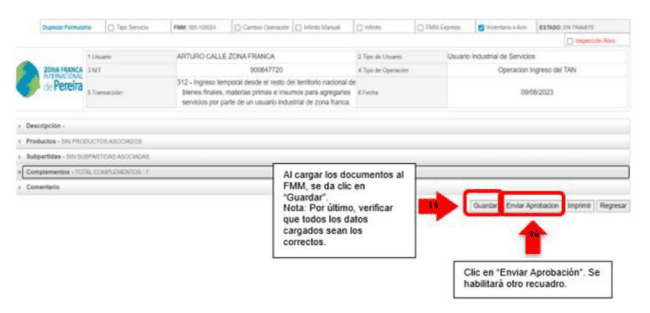 Duplicar Formulario Tipo Servicio FMM: 985-109024 Cambio Operación Infinito Manual Infinito FMM Express Inventario a Arm ESTADO: EN TRAMITE
Inspección Física
ZONA FRANCA
INTERNACIONAL
de Pereira
1.Usuario ARTURO CALLE ZONA FRANCA 2.Tipo de Usuario Usuario Industrial de Servicios
3.NIT 900847720 4.Tipo de Operación Operacion Ingreso del TAN
5.Transacción 312 - Ingreso temporal desde el resto del territorio nacional de
bienes finales, materias primas e insumos para agregarles
servicios por parte de un usuario industrial de zona franca.
6.Fecha 09/08/2023
Descripción -
Productos - SIN PRODUCTOS ASOCIADOS
Subpartidas - SIN SUBPARTIDAS ASOCIADAS
Complementos - TOTAL COMPLEMENTOS : 1
Comentario
Al cargar los documentos al
FMM, se da clic en
"Guardar".
Nota: Por último, verificar
que todos los datos
cargados sean los
correctos.
Guardar Enviar Aprobacion Imprimir Regresar
Clic en "Enviar Aprobación". Se
habilitará otro recuadro.